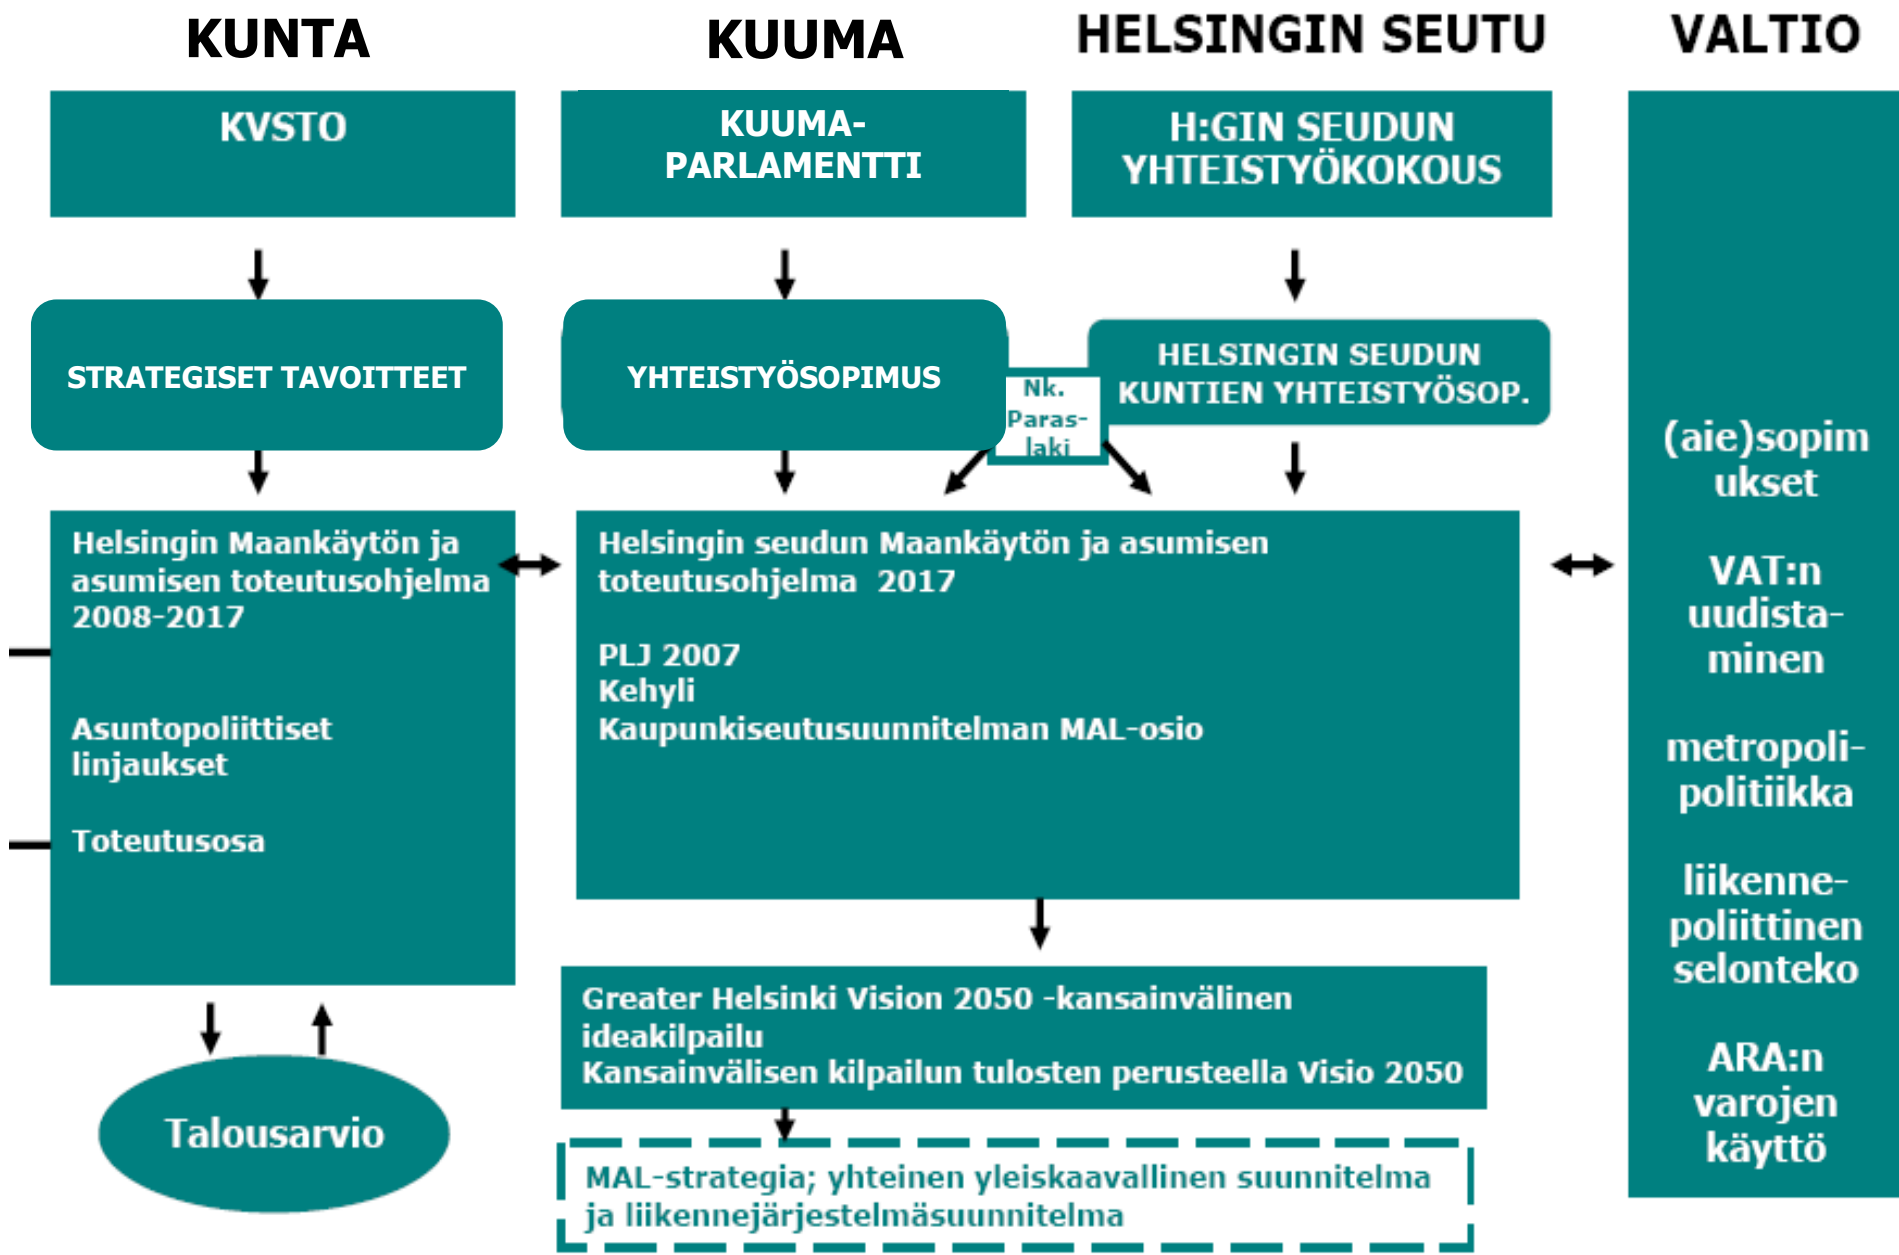 KUNTA
KUUMA
HELSINGIN SEUTU
VALTIO
KVSTO
KUUMA-
PARLAMENTTI
H:GIN SEUDUN
YHTEISTYÖKOKOUS
STRATEGISET TAVOITTEET
YHTEISTYÖSOPIMUS
Nk.
Paras-
laki
HELSINGIN SEUDUN
KUNTIEN YHTEISTYÖSOP.
Helsingin Maankäytön ja
asumisen toteutusohjelma
2008-2017
Asuntopoliittiset
linjaukset
Toteutusosa
Helsingin seudun Maankäytön ja asumisen
toteutusohjelma 2017
PLJ 2007
Kehyli
Kaupunkiseutusuunnitelman MAL-osio
Talousarvio
Greater Helsinki Vision 2050 -kansainvälinen
ideakilpailu
Kansainvälisen kilpailun tulosten perusteella Visio 2050
MAL-strategia; yhteinen yleiskaavallinen suunnitelma
ja liikennejärjestelmäsuunnitelma
(aie)sopim
ukset
VAT:n
uudista-
minen
metropoli-
politiikka
liikenne-
poliittinen
selonteko
ARA:n
varojen
käyttö